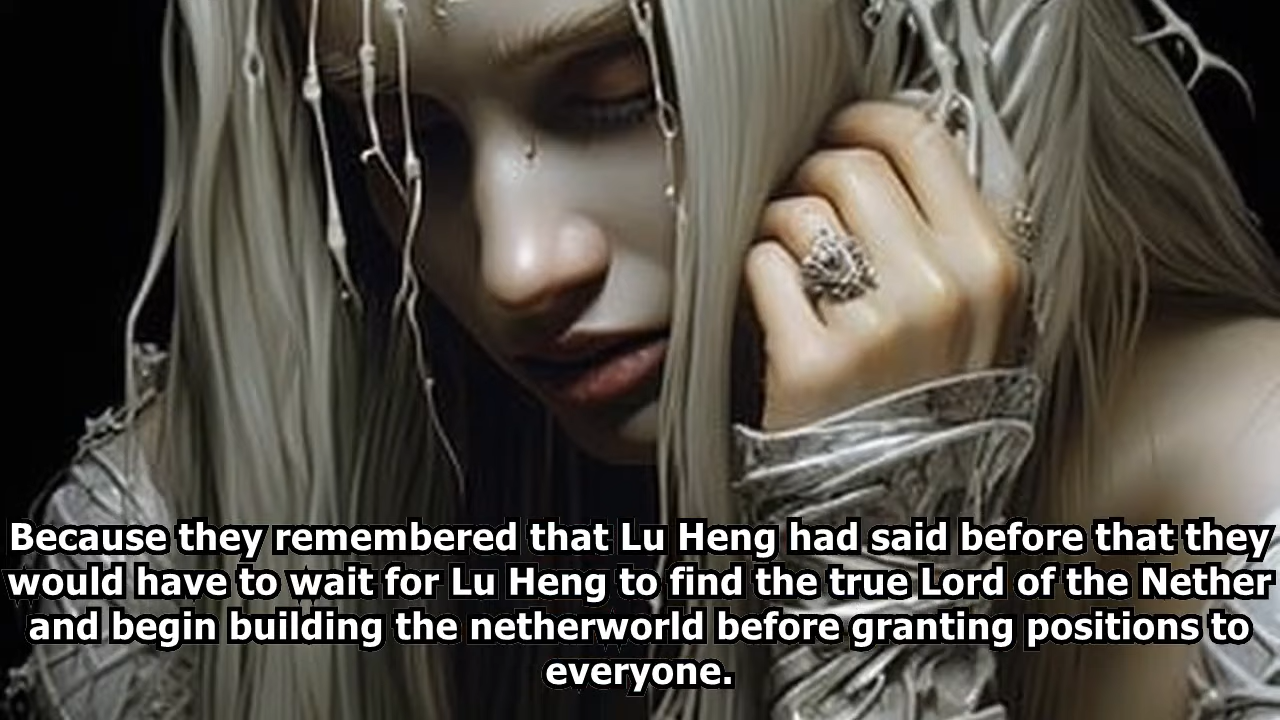 Because they remembered that Lu Heng had said before that they
would have to wait for Lu Heng to find the true Lord of the Nether
and begin building the netherworld before granting positions to
everyone.